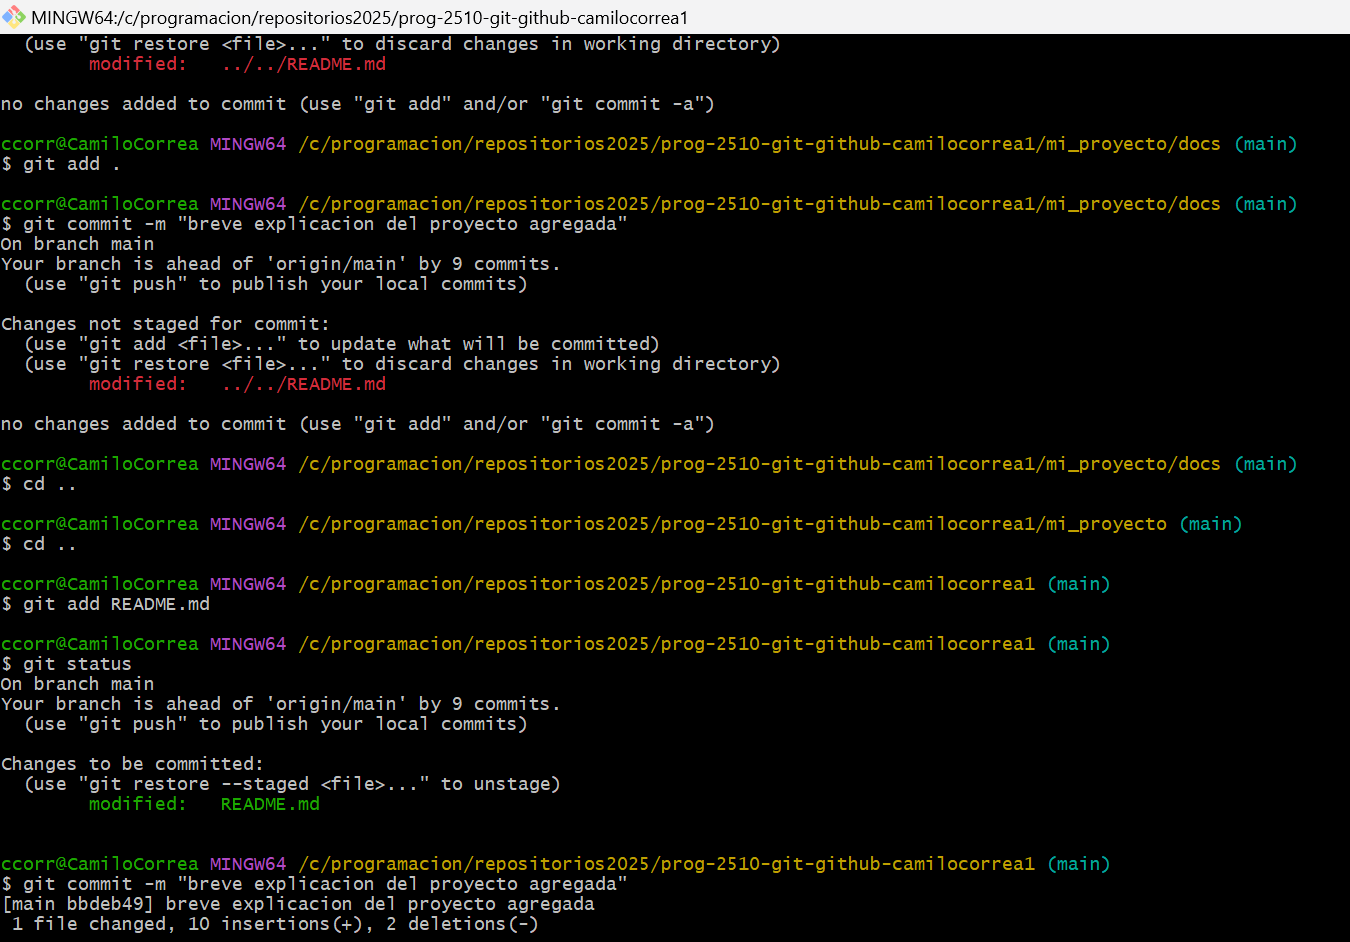 MINGW64:/c/programacion/repositorios2025/prog-2510-git-github-camilocorrea1
(use "git restore <file>..." to discard changes in working directory)
modified:   ../../README.md
no changes added to commit (use "git add" and/or "git commit -a")
ccorr@CamiloCorrea MINGW64 /c/programacion/repositorios2025/prog-2510-git-github-camilocorrea1/mi_proyecto/docs (main)
$ git add .
ccorr@CamiloCorrea MINGW64 /c/programacion/repositorios2025/prog-2510-git-github-camilocorrea1/mi_proyecto/docs (main)
$ git commit -m "breve explicacion del proyecto agregada"
On branch main
Your branch is ahead of 'origin/main' by 9 commits.
(use "git push" to publish your local commits)
Changes not staged for commit:
(use "git add <file>..." to update what will be committed)
(use "git restore <file>..." to discard changes in working directory)
modified:   ../../README.md
no changes added to commit (use "git add" and/or "git commit -a")
ccorr@CamiloCorrea MINGW64 /c/programacion/repositorios2025/prog-2510-git-github-camilocorrea1/mi_proyecto/docs (main)
$ cd ..
ccorr@CamiloCorrea MINGW64 /c/programacion/repositorios2025/prog-2510-git-github-camilocorrea1/mi_proyecto (main)
$ cd ..
ccorr@CamiloCorrea MINGW64 /c/programacion/repositorios2025/prog-2510-git-github-camilocorrea1 (main)
$ git add README.md
ccorr@CamiloCorrea MINGW64 /c/programacion/repositorios2025/prog-2510-git-github-camilocorrea1 (main)
$ git status
On branch main
Your branch is ahead of 'origin/main' by 9 commits.
(use "git push" to publish your local commits)
Changes to be committed:
(use "git restore --staged <file>..." to unstage)
modified:   README.md
ccorr@CamiloCorrea MINGW64 /c/programacion/repositorios2025/prog-2510-git-github-camilocorrea1 (main)
$ git commit -m "breve explicacion del proyecto agregada"
[main bbdeb49] breve explicacion del proyecto agregada
1 file changed, 10 insertions(+), 2 deletions(-)